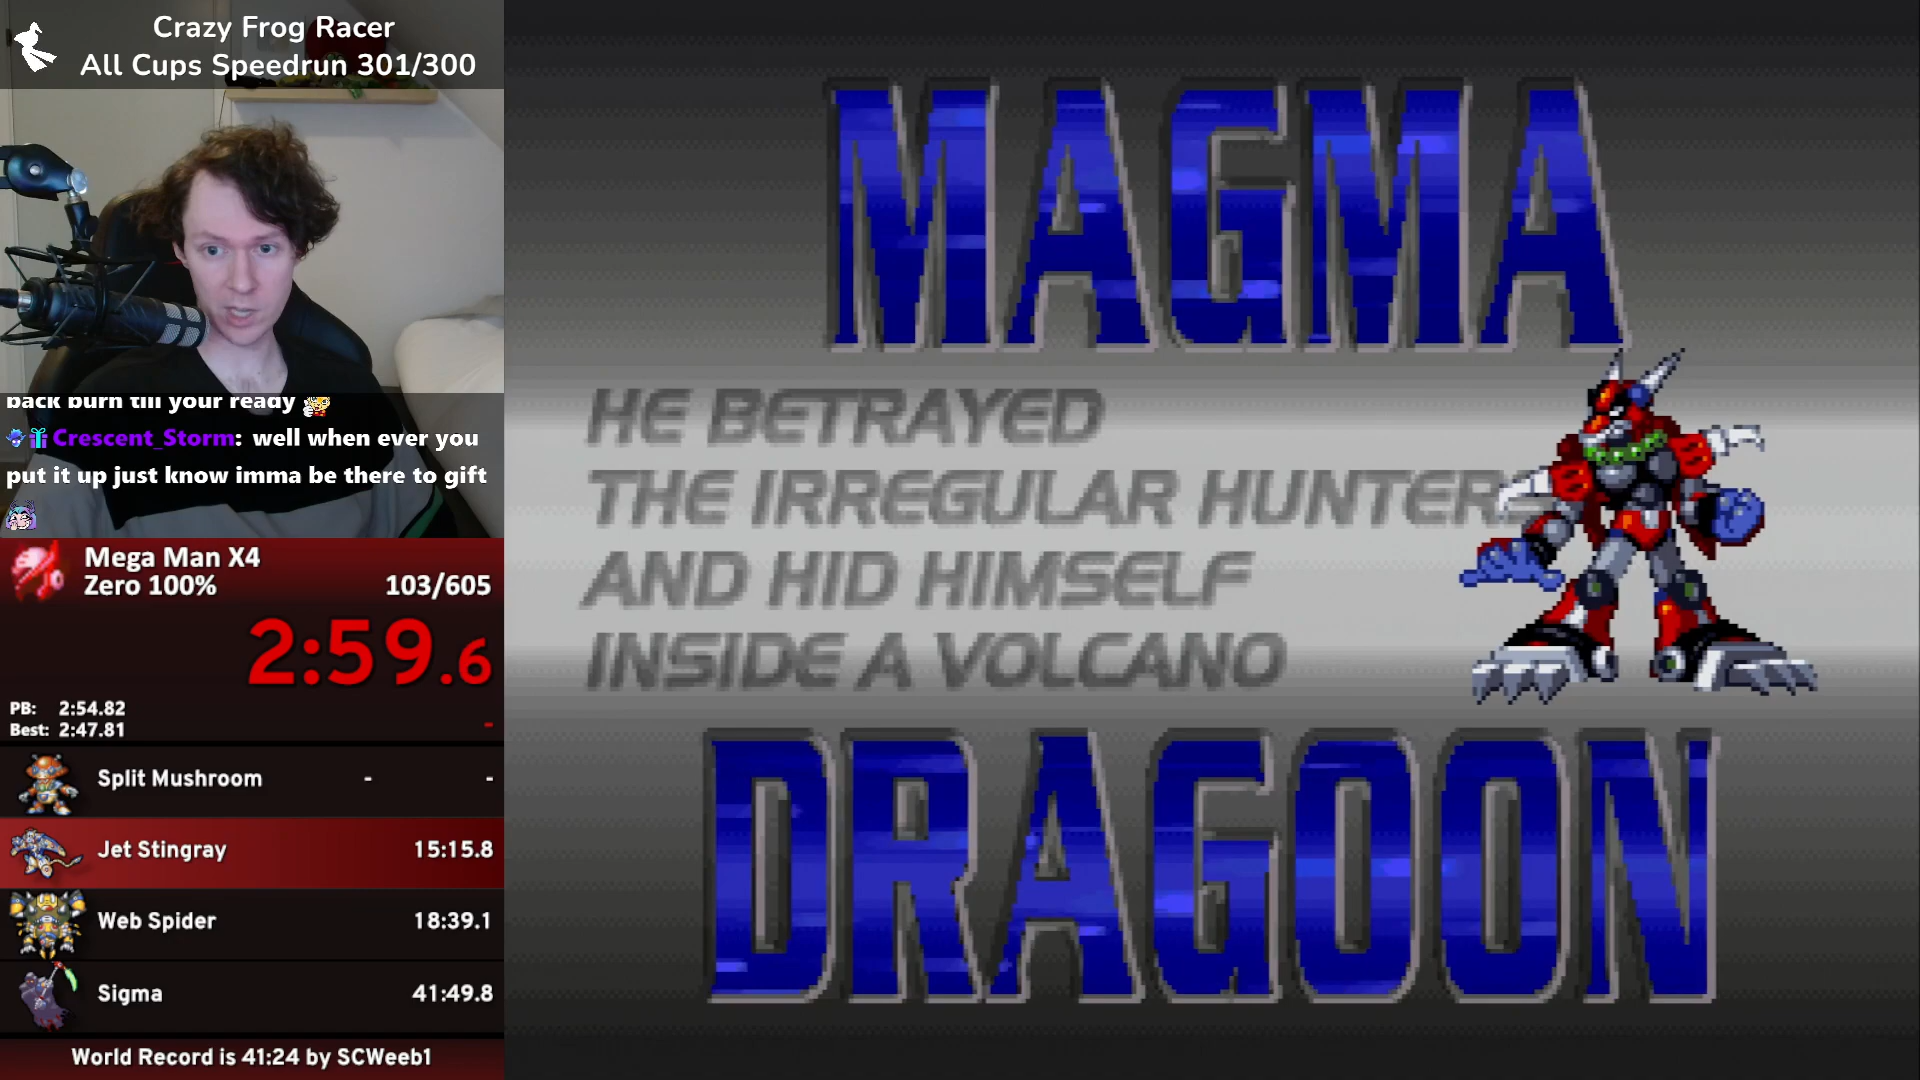 Crazy Frog Racer
All Cups Speedrun 301/300
back burn till your ready
Crescent_Storm: well when ever you
put it up just know imma be there to gift
Mega Man X4
Zero 100% 103/605
2:59.6
PB: 2:54.82
Best: 2:47.81 -
Split Mushroom - -
Jet Stingray 15:15.8
Web Spider 18:39.1
Sigma 41:49.8
World Record is 41:24 by SCWeeb1
MAGMA
HE BETRAYED
THE IRREGULAR HUNTERS
AND HID HIMSELF
INSIDE A VOLCANO
DRAGOON